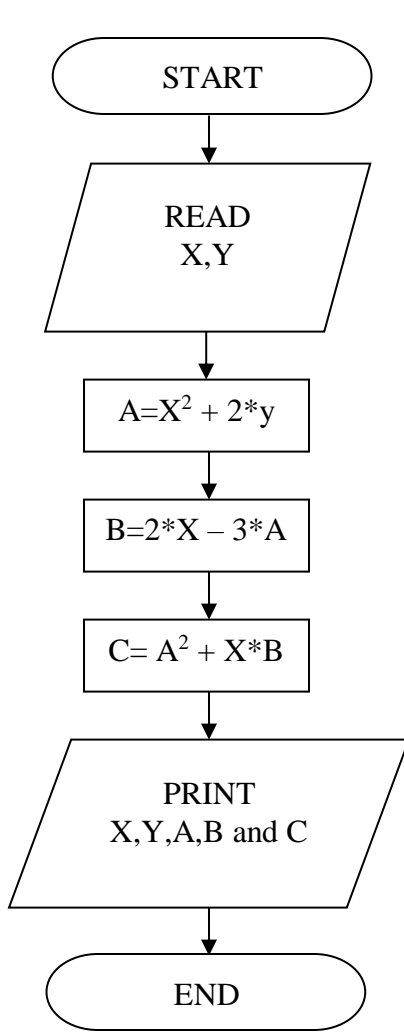 START
READ
X,Y
A=X² + 2*y
B=2*X – 3*A
C= A² + X*B
PRINT
X,Y,A,B and C
END